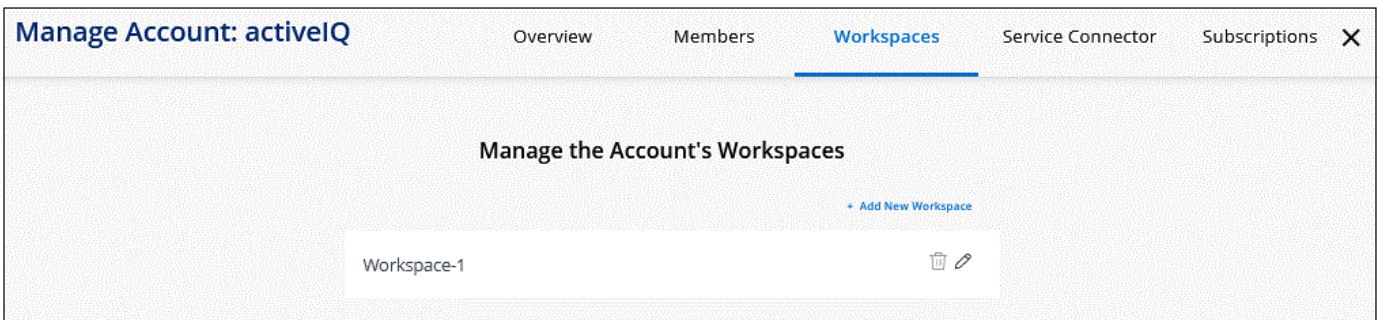 Manage Account: activeIQ
Overview Members Workspaces Service Connector Subscriptions
Manage the Account's Workspaces
+ Add New Workspace
Workspace-1